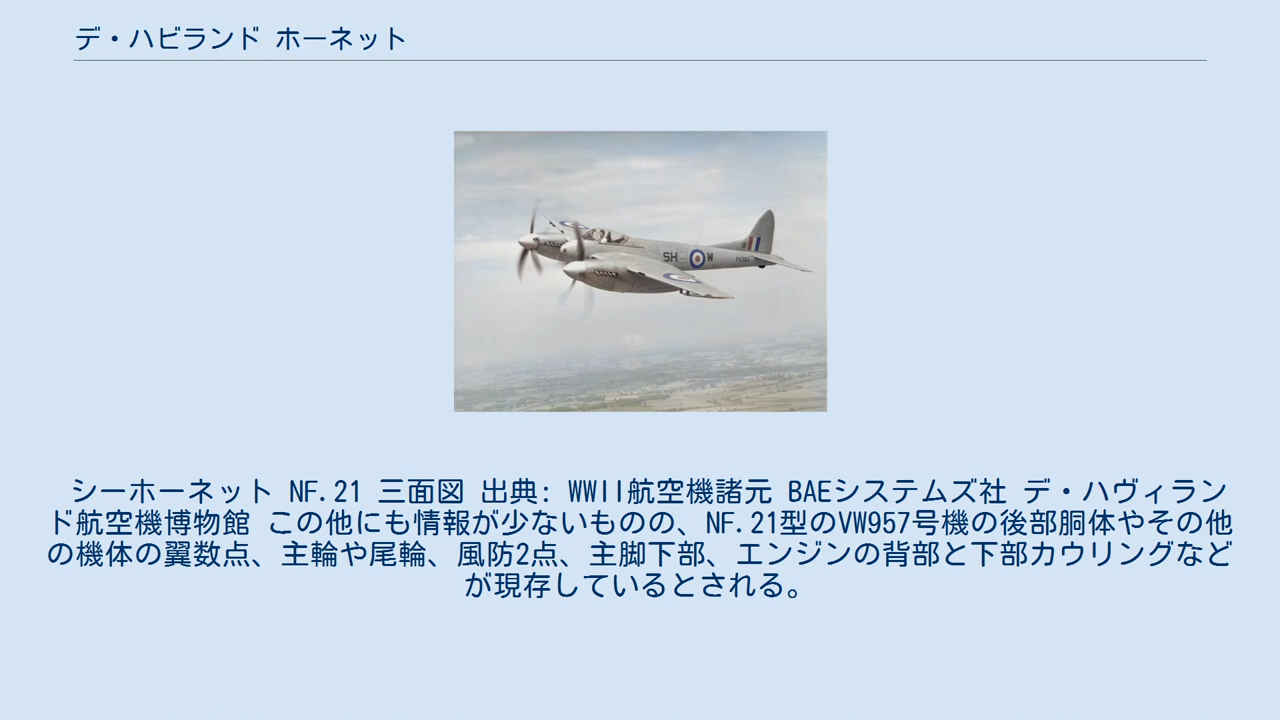 デ・ハビランド ホーネット
SH W
シーホーネット NF.21 三面図 出典: WWII航空機諸元 BAEシステムズ社 デ・ハヴィラン
ド航空機博物館 この他にも情報が少ないものの、NF.21型のVW957号機の後部胴体やその他
の機体の翼数点、主輪や尾輪、風防2点、主脚下部、エンジンの背部と下部カウリングなど
が現存しているとされる。